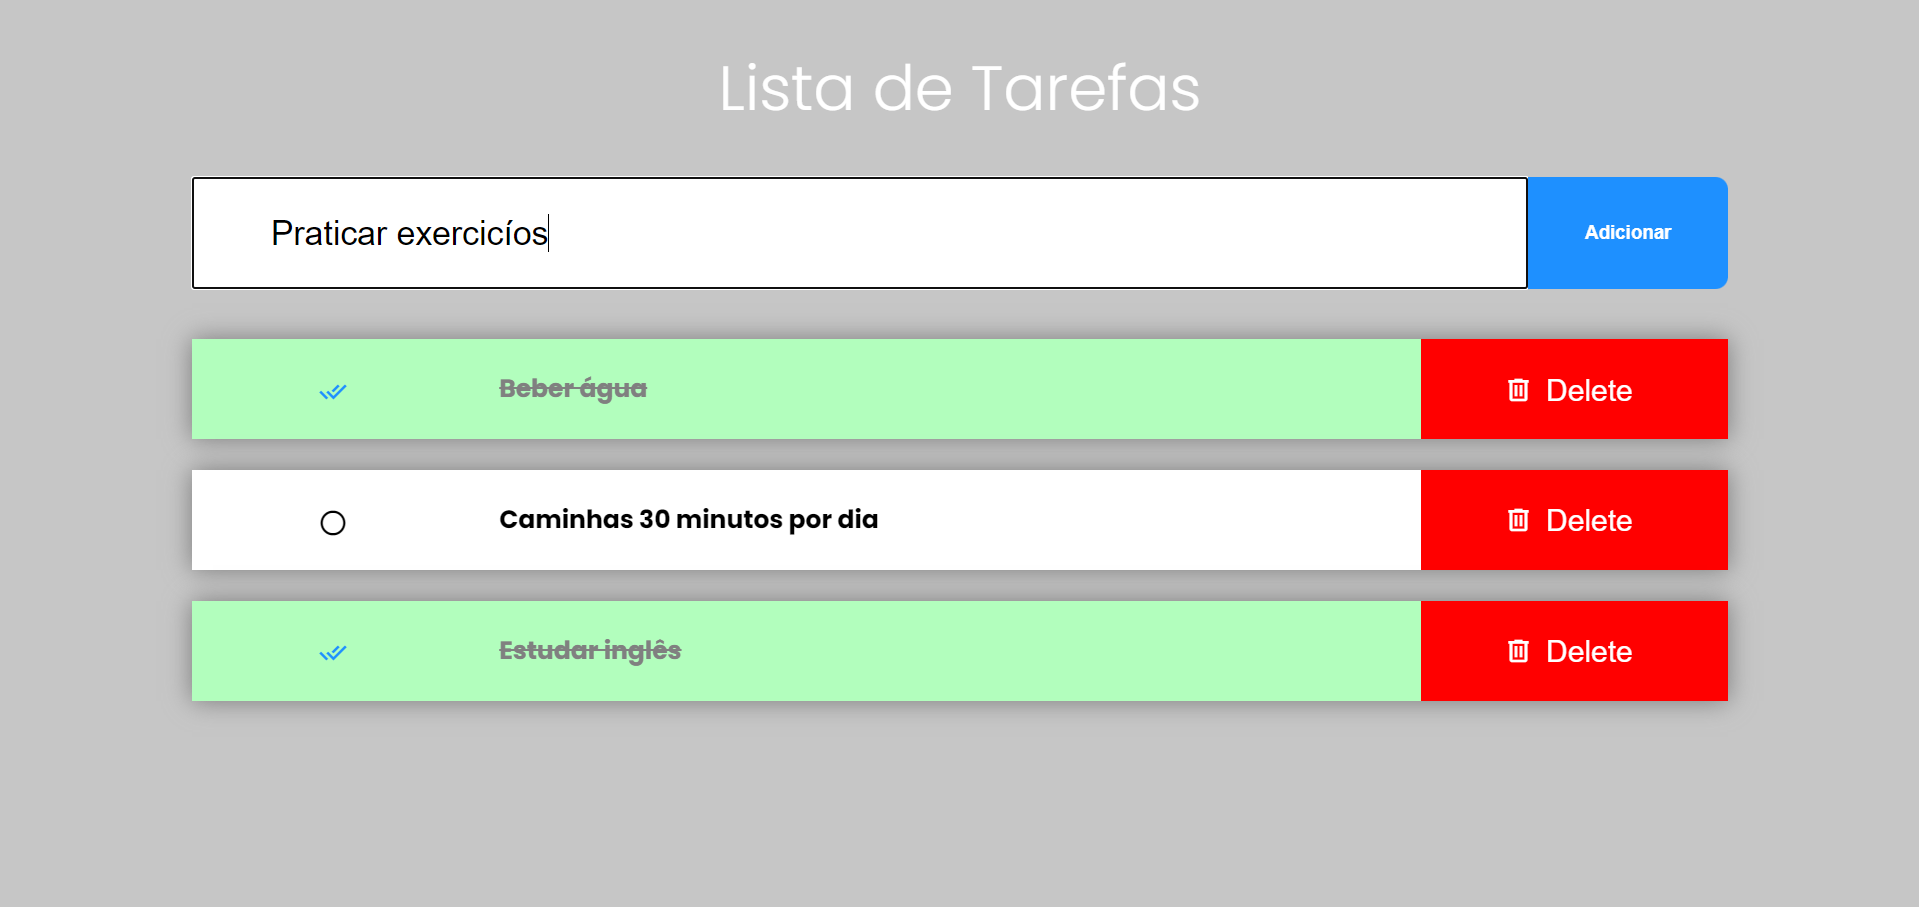 Lista de Tarefas
Praticar exercicíos
Adicionar
Beber água
Delete
Caminhas 30 minutos por dia
Delete
Estudar inglês
Delete